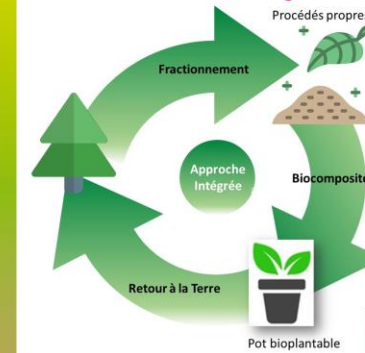 Procédés propres
Fractionnement
Approche
Intégrée
Biocomposite
Retour à la Terre
Pot bioplantable